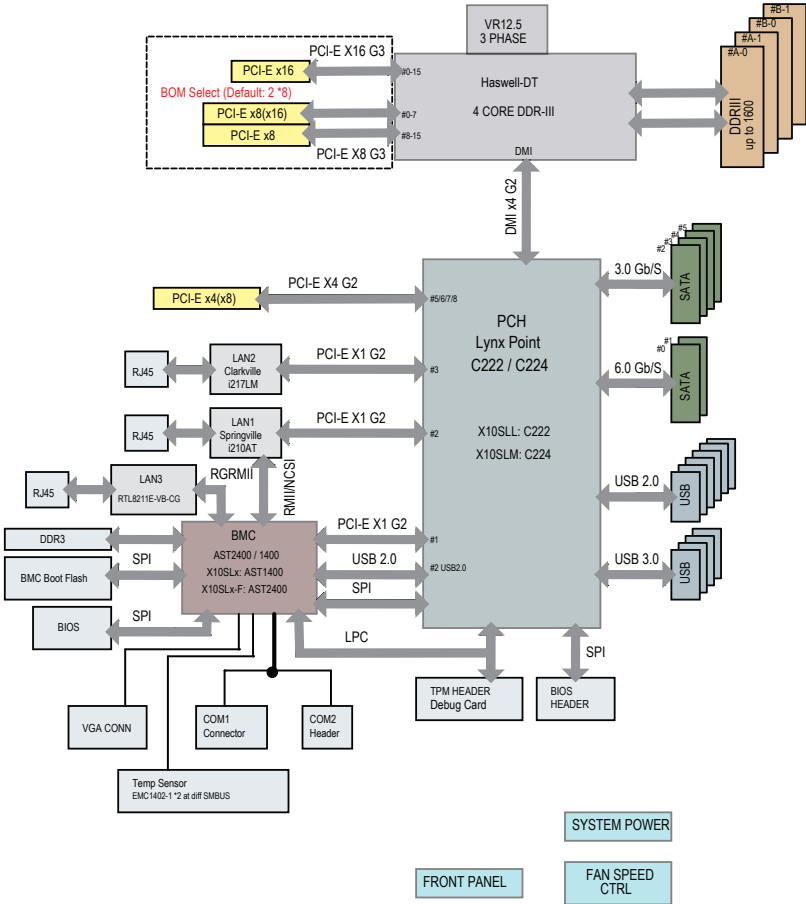 VR12.5
3 PHASE
#B-1
#B-0
#A-1
#A-0
PCI-E X16 G3
PCI-E x16
#0-15
Haswell-DT
BOM Select (Default: 2 *8)
PCI-E x8(x16)
#0-7
4 CORE DDR-III
PCI-E x8
#8-15
PCI-E X8 G3
DMI
DDRIII
up to 1600
DMI x4 G2
#5
#4
#3
#2
3.0 Gb/S
SATA
PCI-E X4 G2
PCI-E x4(x8)
#5/6/7/8
PCH
Lynx Point
C222 / C224
#1
#0
6.0 Gb/S
SATA
RJ45
LAN2
Clarkville
i217LM
PCI-E X1 G2
#3
RJ45
LAN1
Springville
i210AT
PCI-E X1 G2
#2
X10SLL: C222
X10SLM: C224
RJ45
LAN3
RTL8211E-VB-CG
RGRMII
RMII/NCSI
USB 2.0
USB
DDR3
BMC
AST2400 / 1400
X10SLx: AST1400
X10SLx-F: AST2400
PCI-E X1 G2
#1
SPI
BMC Boot Flash
USB 2.0
#2 USB2.0
USB 3.0
USB
SPI
SPI
BIOS
LPC
SPI
VGA CONN
COM1
Connector
COM2
Header
TPM HEADER
Debug Card
BIOS
HEADER
Temp Sensor
EMC1402-1 *2 at diff SMBUS
SYSTEM POWER
FRONT PANEL
FAN SPEED
CTRL